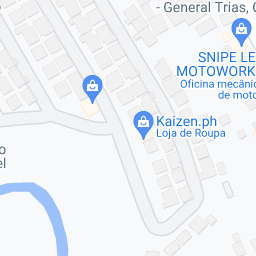 - General Trias, C
SNIPE LE
MOTOWORK
Oficina mecânic
de moto
Kaizen.ph
Loja de Roupa
o
el